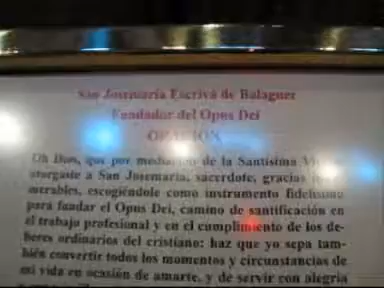 San Josemaría Escrivá de Balaguer
Fundador del Opus Dei
ORACIÓN
Oh Dios, que por mediación de la Santísima
otorgaste a San Josemaría, sacerdote, gracias
merables, escogiéndole como instrumento fidelísimo
para fundar el Opus Dei, camino de santificación en
el trabajo profesional y en el cumplimiento de los de-
beres ordinarios del cristiano: haz que yo sepa tam-
bién convertir todos los momentos y circunstancias de
mi vida en ocasión de amarte, y de servir con alegría